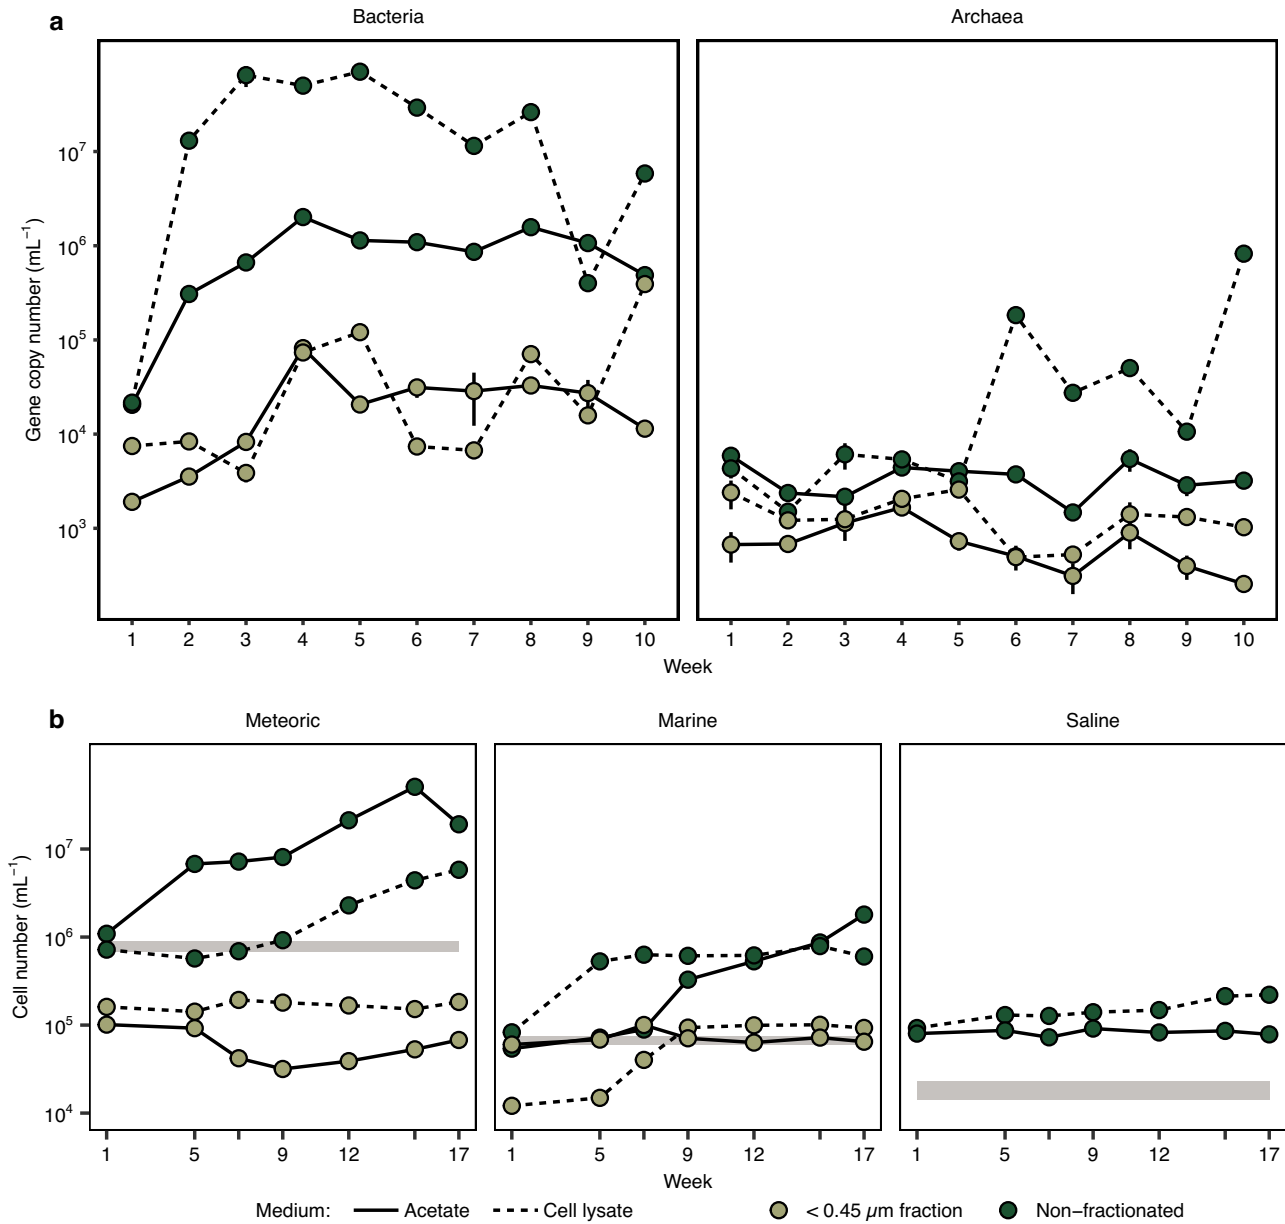 a
Bacteria
Archaea
Gene copy number (mL⁻¹)
10⁷
10⁶
10⁵
10⁴
10³
1 2 3 4 5 6 7 8 9 10
1 2 3 4 5 6 7 8 9 10
Week
b
Meteoric
Marine
Saline
Cell number (mL⁻¹)
10⁷
10⁶
10⁵
10⁴
1 5 9 12 17
1 5 9 12 17
1 5 9 12 17
Week
Medium: Acetate Cell lysate < 0.45 μm fraction Non−fractionated